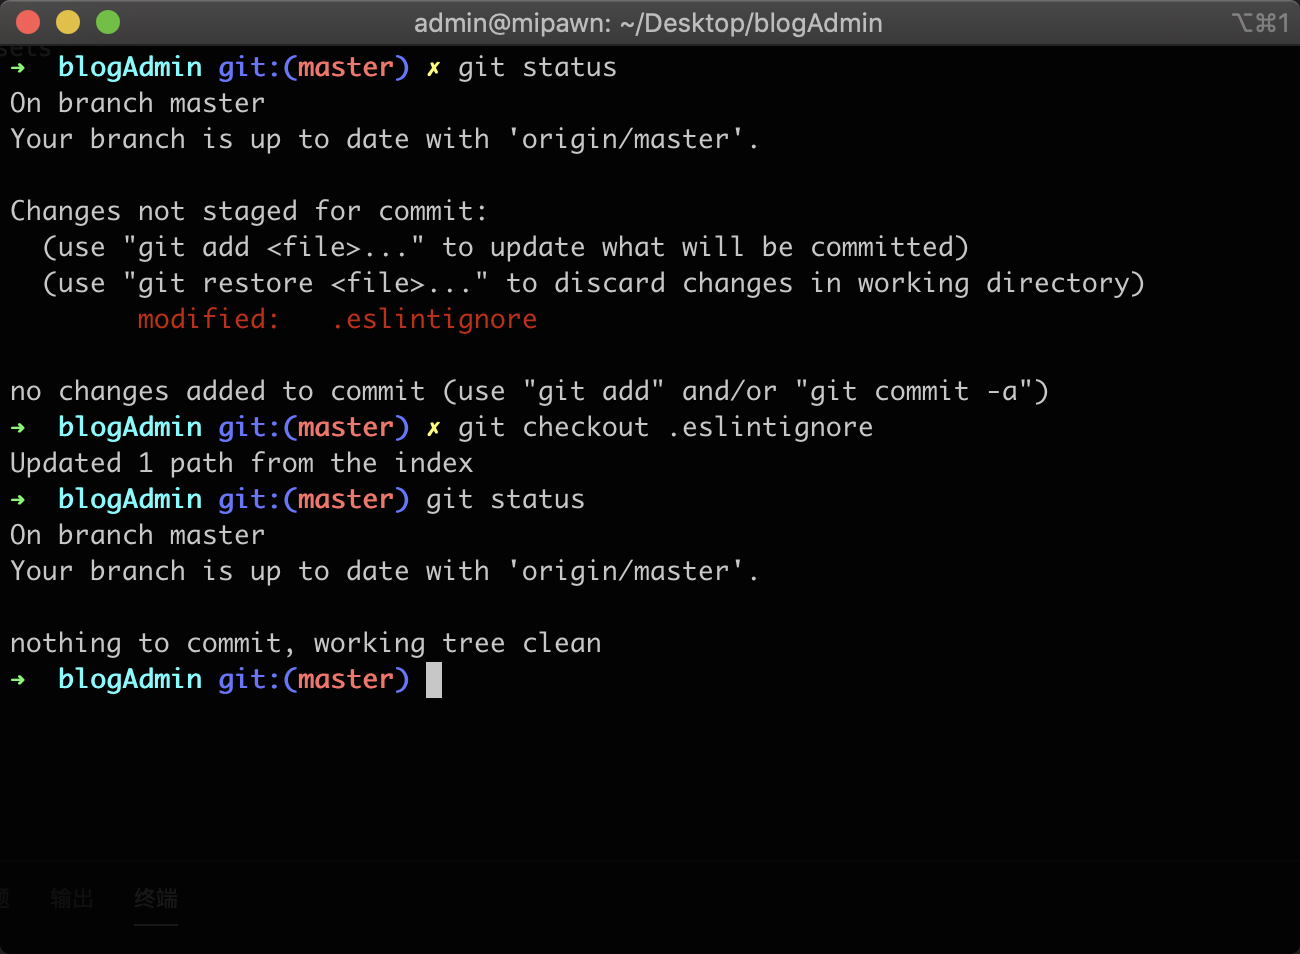 admin@mipawn: ~/Desktop/blogAdmin
⌥⌘1
sets
➜  blogAdmin git:(master) ✗ git status
On branch master
Your branch is up to date with 'origin/master'.

Changes not staged for commit:
  (use "git add <file>..." to update what will be committed)
  (use "git restore <file>..." to discard changes in working directory)
        modified:   .eslintignore

no changes added to commit (use "git add" and/or "git commit -a")
➜  blogAdmin git:(master) ✗ git checkout .eslintignore
Updated 1 path from the index
➜  blogAdmin git:(master) git status
On branch master
Your branch is up to date with 'origin/master'.

nothing to commit, working tree clean
➜  blogAdmin git:(master)
题 输出 终端